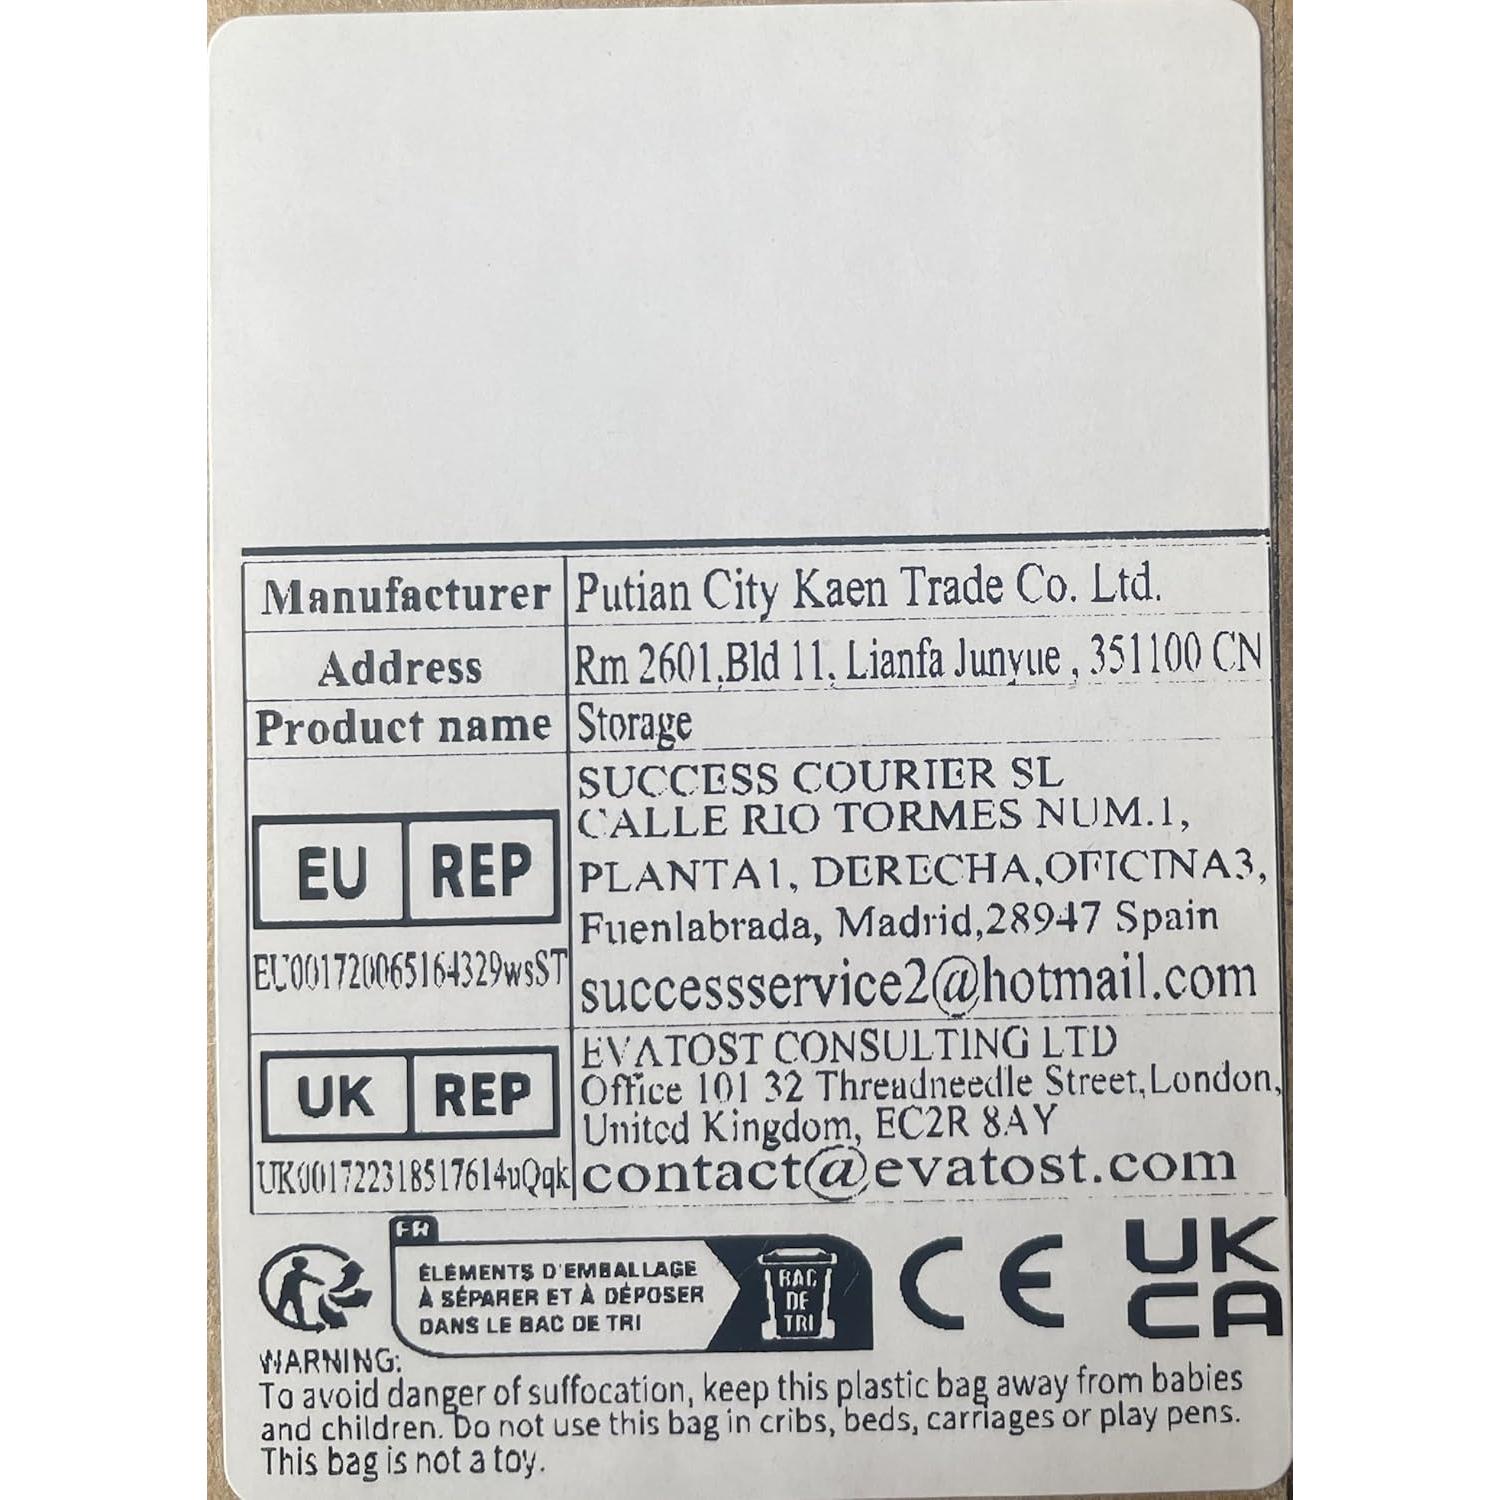 Manufacturer Putian City Kaen Trade Co. Ltd.
Address Rm 2601,Bld 11, Lianfa Junyue , 351100 CN
Product name Storage
SUCCESS COURIER SL
CALLE RIO TORMES NUM.1,
PLANTA1, DERECHA,OFICINA3,
Fuenlabrada, Madrid,28947 Spain
successservice2@hotmail.com
EU REP
EU001720065164329wsST
EVATOST CONSULTING LTD
Office 101 32 Threadneedle Street,London,
United Kingdom, EC2R 8AY
contact@evatost.com
UK REP
UK001722318517614uQqk
FR
ÉLÉMENTS D'EMBALLAGE
À SÉPARER ET À DÉPOSER
DANS LE BAC DE TRI
BAC
DE
TRI
CE
UK
CA
WARNING:
To avoid danger of suffocation, keep this plastic bag away from babies
and children. Do not use this bag in cribs, beds, carriages or play pens.
This bag is not a toy.